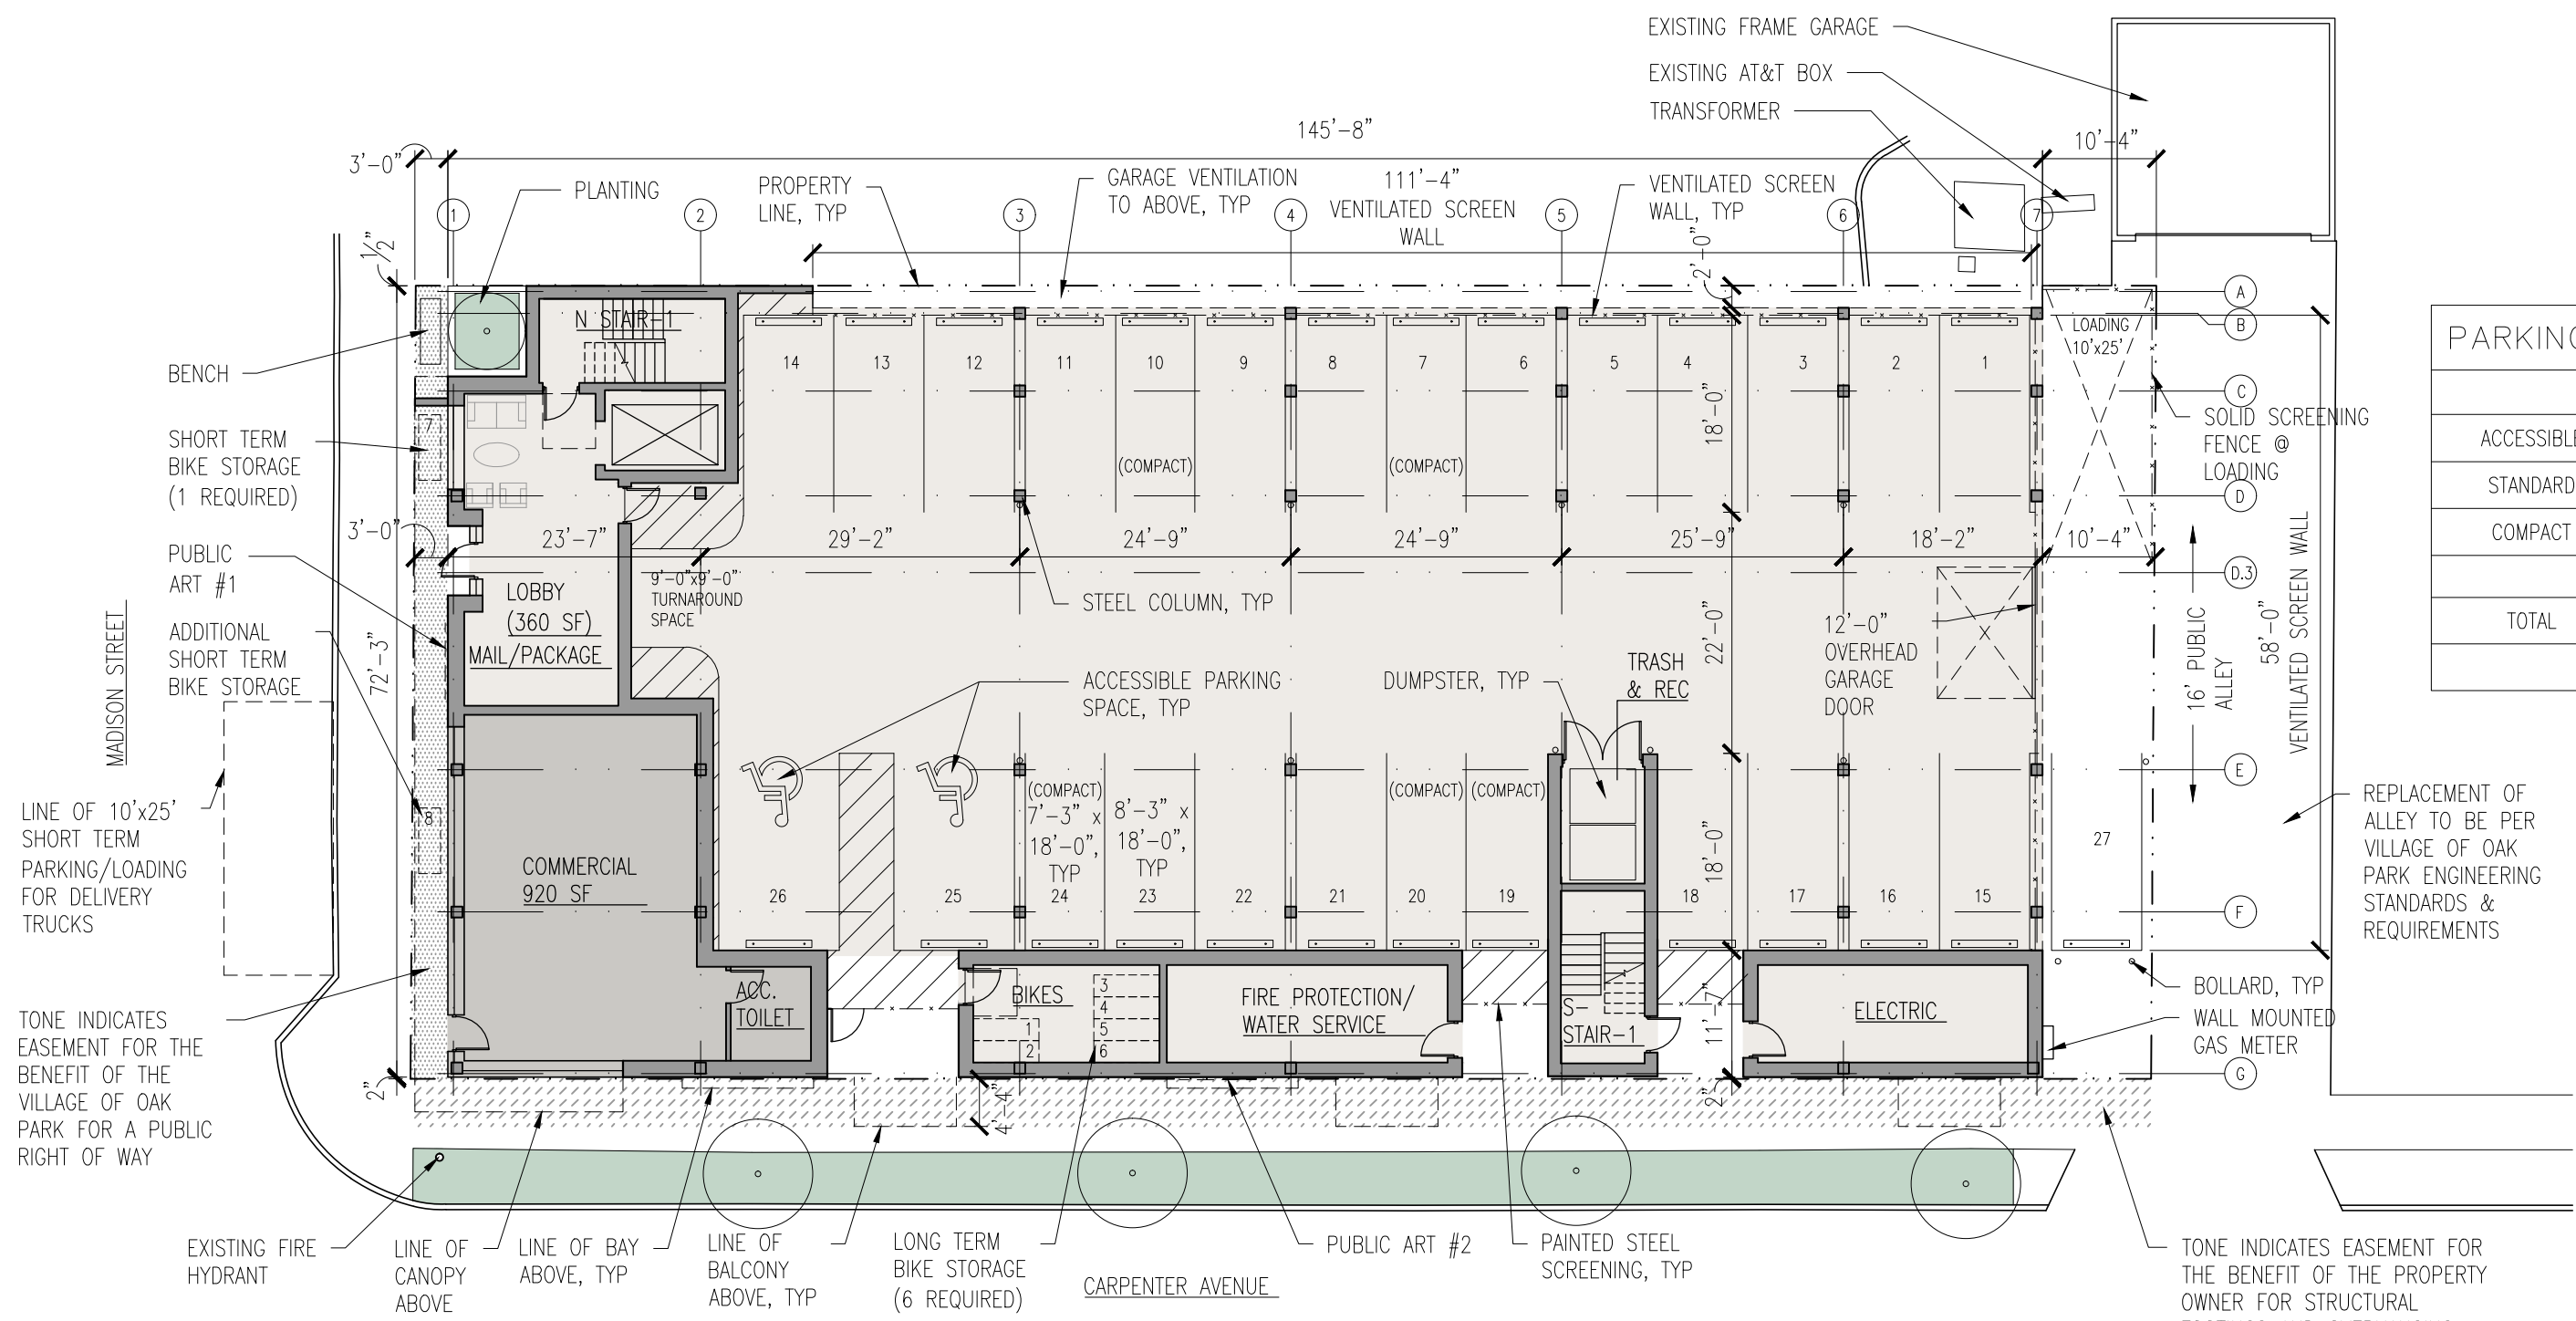 EXISTING FRAME GARAGE
EXISTING AT&T BOX
TRANSFORMER
145'-8"
10'-4"
3'-0"
PLANTING
PROPERTY
LINE, TYP
GARAGE VENTILATION
TO ABOVE, TYP
111'-4"
VENTILATED SCREEN
WALL
VENTILATED SCREEN
WALL, TYP
1
2
3
4
5
6
7
½"
2'-0"
A
B
C
D
D.3
E
F
G
N STAIR-1
BENCH
SHORT TERM
BIKE STORAGE
(1 REQUIRED)
7
14
13
12
11
10
9
8
7
6
5
4
3
2
1
(COMPACT)
(COMPACT)
18'-0"
LOADING
10'x25'
SOLID SCREENING
FENCE @
LOADING
PARKING
ACCESSIBLE
STANDARD
COMPACT
TOTAL
3'-0"
23'-7"
29'-2"
24'-9"
24'-9"
25'-9"
18'-2"
10'-4"
PUBLIC
ART #1
LOBBY
(360 SF)
MAIL/PACKAGE
9'-0"x9'-0"
TURNAROUND
SPACE
STEEL COLUMN, TYP
22'-0"
12'-0"
OVERHEAD
GARAGE
DOOR
16' PUBLIC
ALLEY
58'-0"
VENTILATED SCREEN WALL
MADISON STREET
ADDITIONAL
SHORT TERM
BIKE STORAGE
72'-3"
ACCESSIBLE PARKING
SPACE, TYP
DUMPSTER, TYP
TRASH
& REC
LINE OF 10'x25'
SHORT TERM
PARKING/LOADING
FOR DELIVERY
TRUCKS
8
COMMERCIAL
920 SF
(COMPACT)
7'-3" x
18'-0",
TYP
8'-3" x
18'-0",
TYP
(COMPACT)
(COMPACT)
18'-0"
26
25
24
23
22
21
20
19
18
17
16
15
27
REPLACEMENT OF
ALLEY TO BE PER
VILLAGE OF OAK
PARK ENGINEERING
STANDARDS &
REQUIREMENTS
TONE INDICATES
EASEMENT FOR THE
BENEFIT OF THE
VILLAGE OF OAK
PARK FOR A PUBLIC
RIGHT OF WAY
ACC.
TOILET
BIKES
1
2
3
4
5
6
FIRE PROTECTION/
WATER SERVICE
S-
STAIR-1
11'-7"
ELECTRIC
BOLLARD, TYP
WALL MOUNTED
GAS METER
2"
4'-4"
2"
EXISTING FIRE
HYDRANT
LINE OF
CANOPY
ABOVE
LINE OF BAY
ABOVE, TYP
LINE OF
BALCONY
ABOVE, TYP
LONG TERM
BIKE STORAGE
(6 REQUIRED)
CARPENTER AVENUE
PUBLIC ART #2
PAINTED STEEL
SCREENING, TYP
TONE INDICATES EASEMENT FOR
THE BENEFIT OF THE PROPERTY
OWNER FOR STRUCTURAL